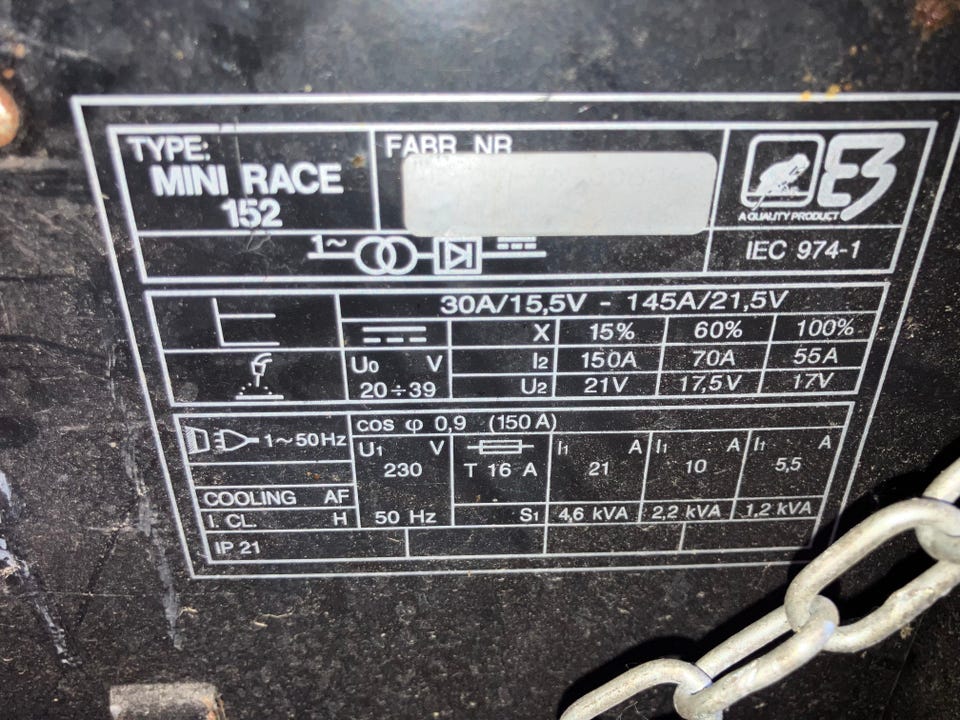 TYPE:
MINI RACE
152
FABR. NR
E3
A QUALITY PRODUCT
1~
IEC 974-1
30A/15,5V - 145A/21,5V
X 15% 60% 100%
U0 V I2 150A 70A 55A
20÷39 U2 21V 17,5V 17V
cos φ 0,9 (150 A)
1~50Hz U1 V I1 A I1 A I1 A
230 T 16 A 21 10 5,5
COOLING AF
I. CL. H 50 Hz S1 4,6 kVA 2,2 kVA 1,2 kVA
IP 21